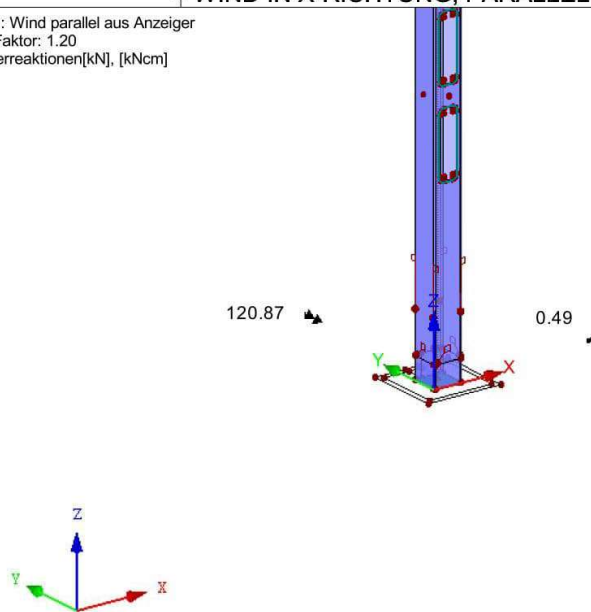 WIND IN X-RICHTUNG, PARALLEL
: Wind parallel aus Anzeiger
Faktor: 1.20
erreaktionen[kN], [kNcm]
120.87
0.49
Z
Y
X
Z
Y
X